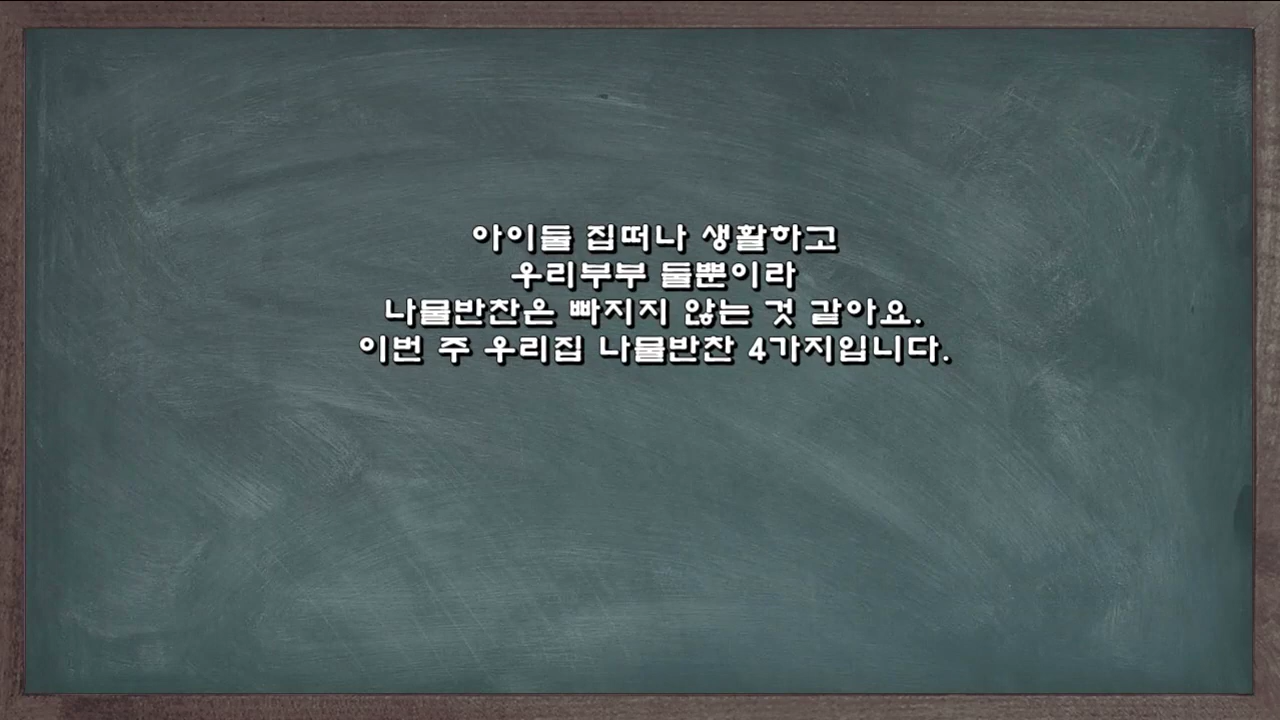 아이들 집떠나 생활하고
우리부부 둘뿐이라
나물반찬은 빠지지 않는 것 같아요.
이번 주 우리집 나물반찬 4가지입니다.